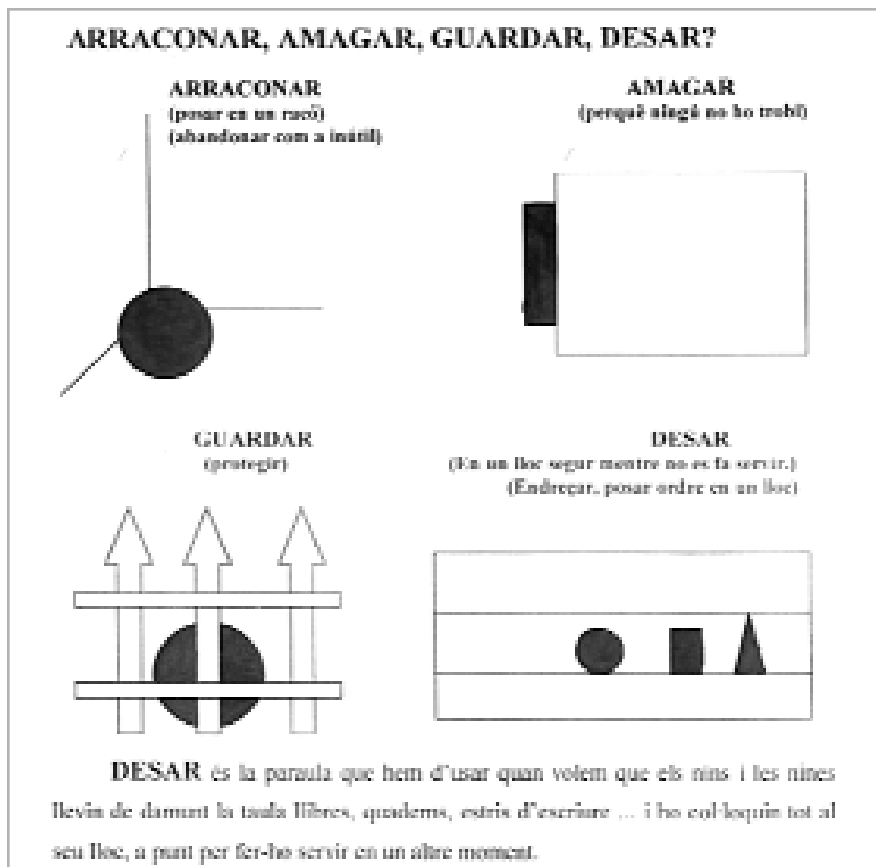 ARRACONAR, AMAGAR, GUARDAR, DESAR?
ARRACONAR
(posar en un racó)
(abandonar com a inútil)
AMAGAR
(perquè ningú no ho trobi)
GUARDAR
(protegir)
DESAR
(En un lloc segur mentre no es fa servir.)
(Endreçar, posar ordre en un lloc)
DESAR és la paraula que hem d'usar quan volem que els nins i les nines
llevin de damunt la taula llibres, quaderns, estris d'escriure ... i ho col·loquin tot al
seu lloc, a punt per fer-ho servir en un altre moment.